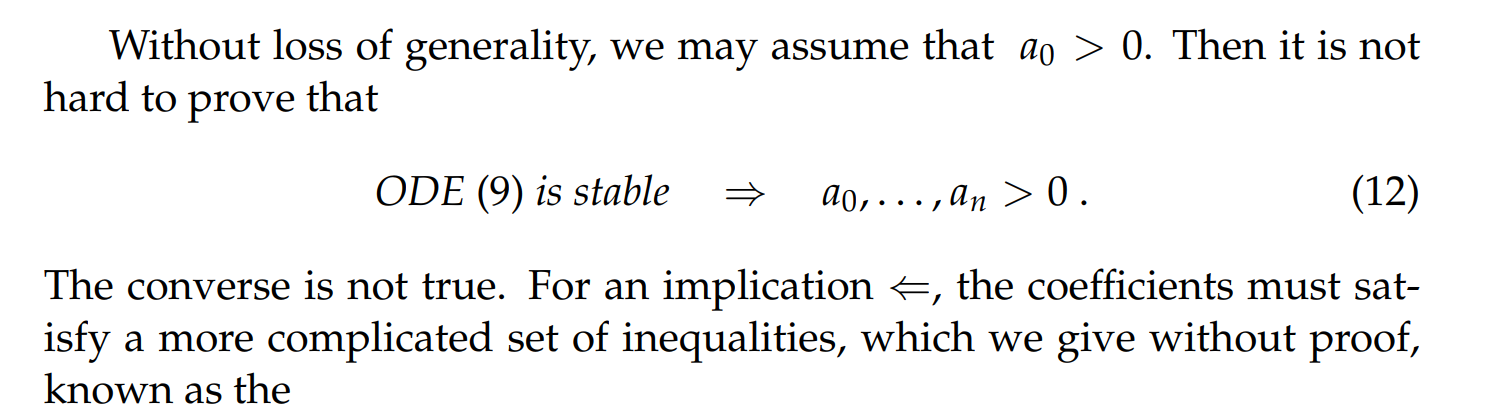 Without loss of generality, we may assume that a₀ > 0. Then it is not
hard to prove that
ODE (9) is stable ⇒ a₀, . . . , aₙ > 0 . (12)
The converse is not true. For an implication ⇐, the coefficients must sat-
isfy a more complicated set of inequalities, which we give without proof,
known as the